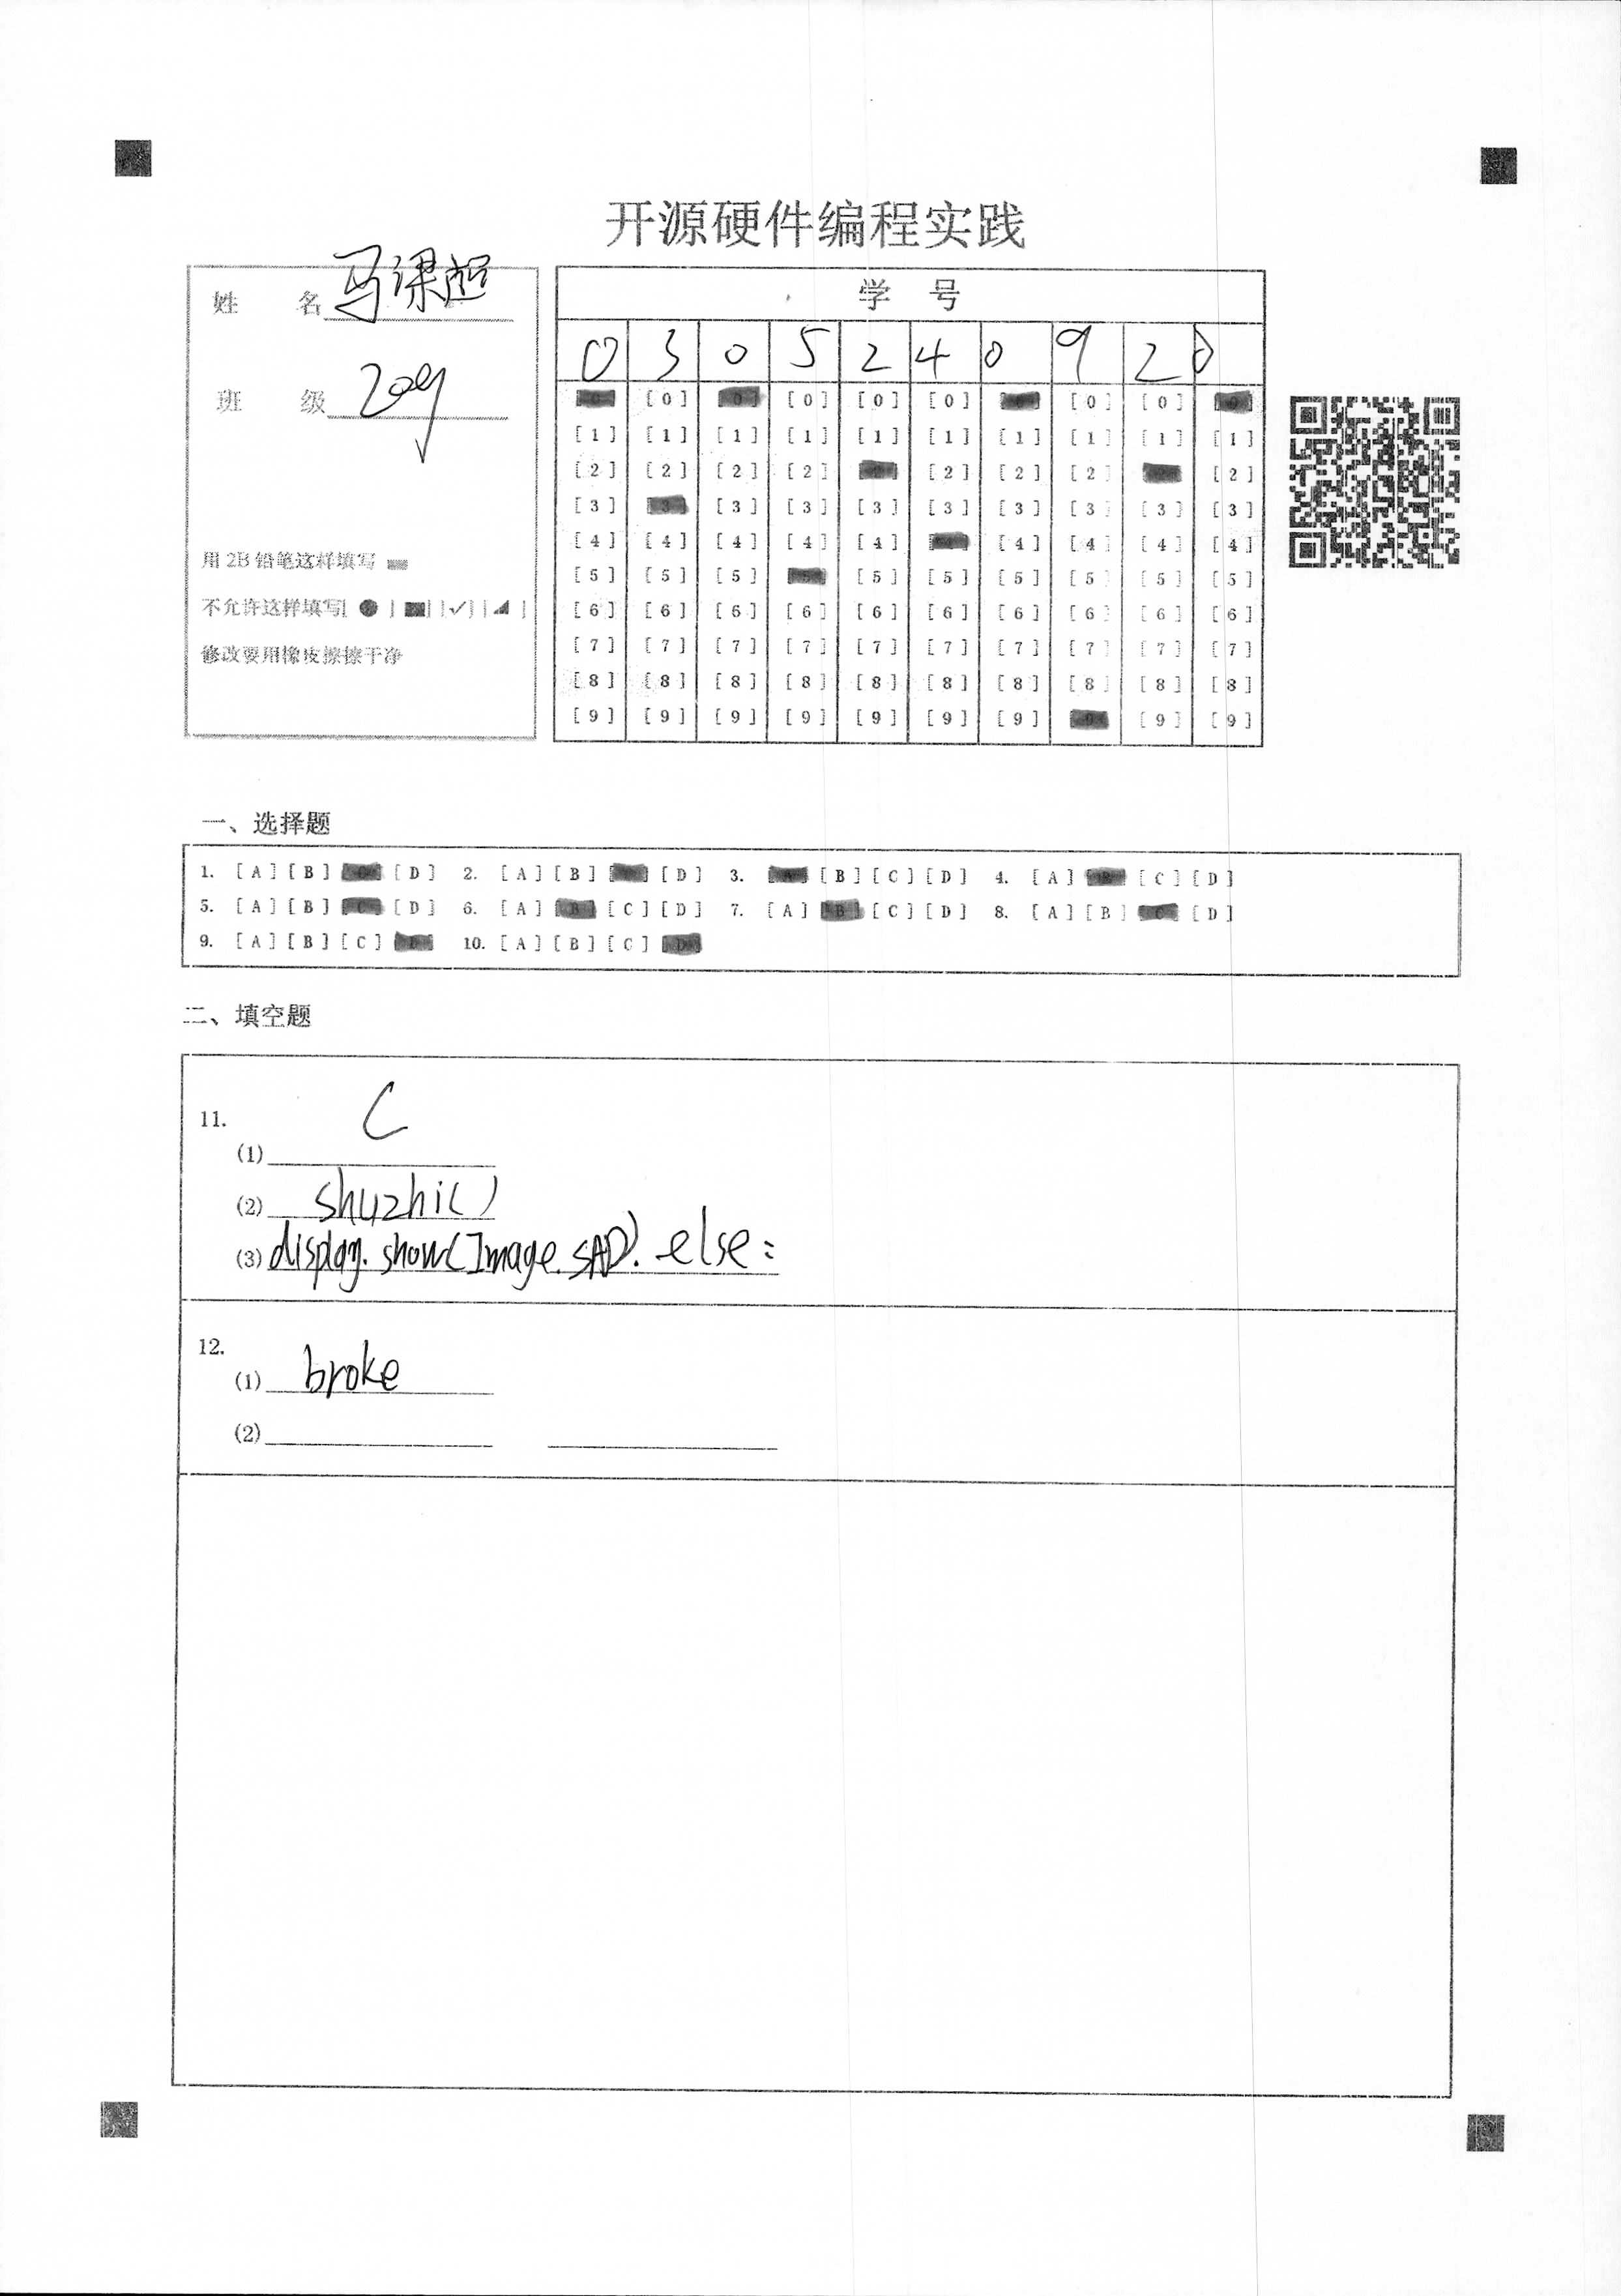 开源硬件编程实践
姓 名 马梁超
班 级 209
用 2B 铅笔这样填写
不允许这样填写[ ● ] [■] [✓] [◢]
修改要用橡皮擦擦干净
学 号
0 3 0 5 2 4 0 9 2 0
[0] [0] [0] [0] [0] [0] [0] [0] [0] [0]
[1] [1] [1] [1] [1] [1] [1] [1] [1] [1]
[2] [2] [2] [2] [2] [2] [2] [2] [2] [2]
[3] [3] [3] [3] [3] [3] [3] [3] [3] [3]
[4] [4] [4] [4] [4] [4] [4] [4] [4] [4]
[5] [5] [5] [5] [5] [5] [5] [5] [5] [5]
[6] [6] [6] [6] [6] [6] [6] [6] [6] [6]
[7] [7] [7] [7] [7] [7] [7] [7] [7] [7]
[8] [8] [8] [8] [8] [8] [8] [8] [8] [8]
[9] [9] [9] [9] [9] [9] [9] [9] [9] [9]
一、选择题
1. [A] [B] [C] [D] 2. [A] [B] [C] [D] 3. [A] [B] [C] [D] 4. [A] [B] [C] [D]
5. [A] [B] [C] [D] 6. [A] [B] [C] [D] 7. [A] [B] [C] [D] 8. [A] [B] [C] [D]
9. [A] [B] [C] [D] 10. [A] [B] [C] [D]
二、填空题
11.
(1) C
(2) shuzhi()
(3) display. show(Image. SAD). else:
12.
(1) broke
(2)